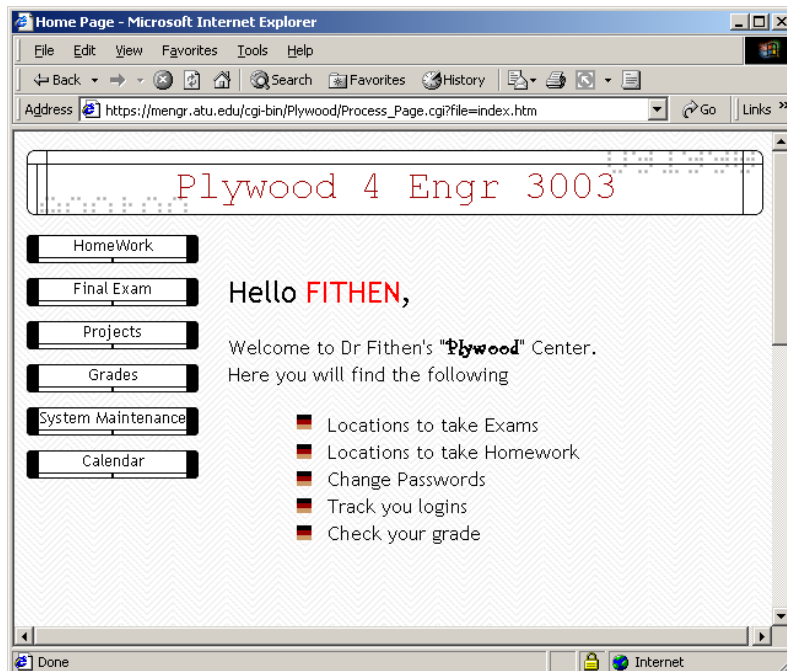 Home Page - Microsoft Internet Explorer
File Edit View Favorites Tools Help
Back Search Favorites History
Address https://mengr.atu.edu/cgi-bin/Plywood/Process_Page.cgi?file=index.htm Go Links »
Plywood 4 Engr 3003
HomeWork
Final Exam
Projects
Grades
System Maintenance
Calendar
Hello FITHEN,
Welcome to Dr Fithen's "Plywood" Center.
Here you will find the following
Locations to take Exams
Locations to take Homework
Change Passwords
Track you logins
Check your grade
Done Internet